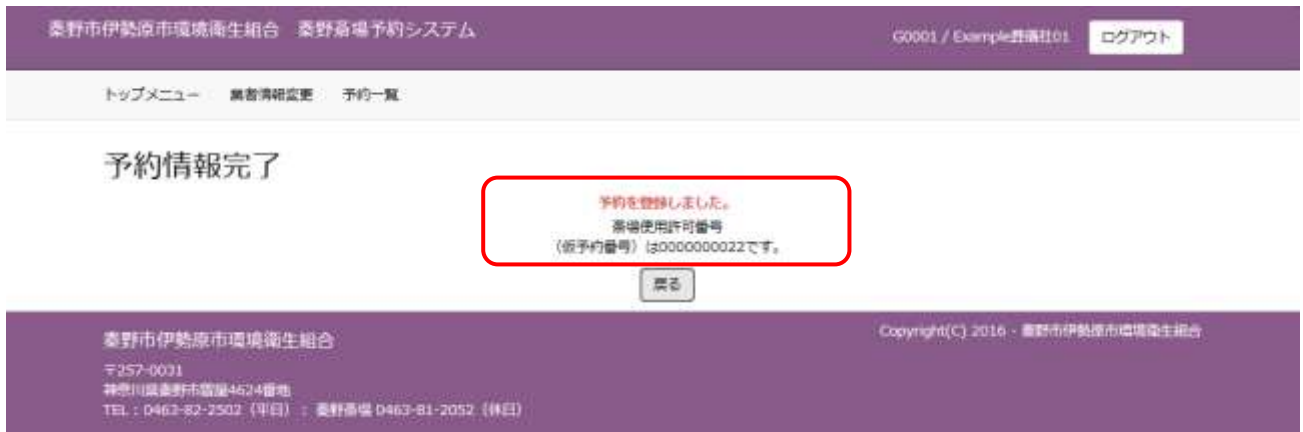 秦野市伊勢原市環境衛生組合 秦野斎場予約システム
G0001 / Example葬儀社01
ログアウト
トップメニュー 業者情報変更 予約一覧
予約情報完了
予約を登録しました。
斎場使用許可番号
（仮予約番号）は0000000022です。
戻る
秦野市伊勢原市環境衛生組合
Copyright(C) 2016 - 秦野市伊勢原市環境衛生組合
〒257-0031
神奈川県秦野市曽屋4624番地
TEL : 0463-82-2502（平日）: 秦野斎場 0463-81-2052（休日）